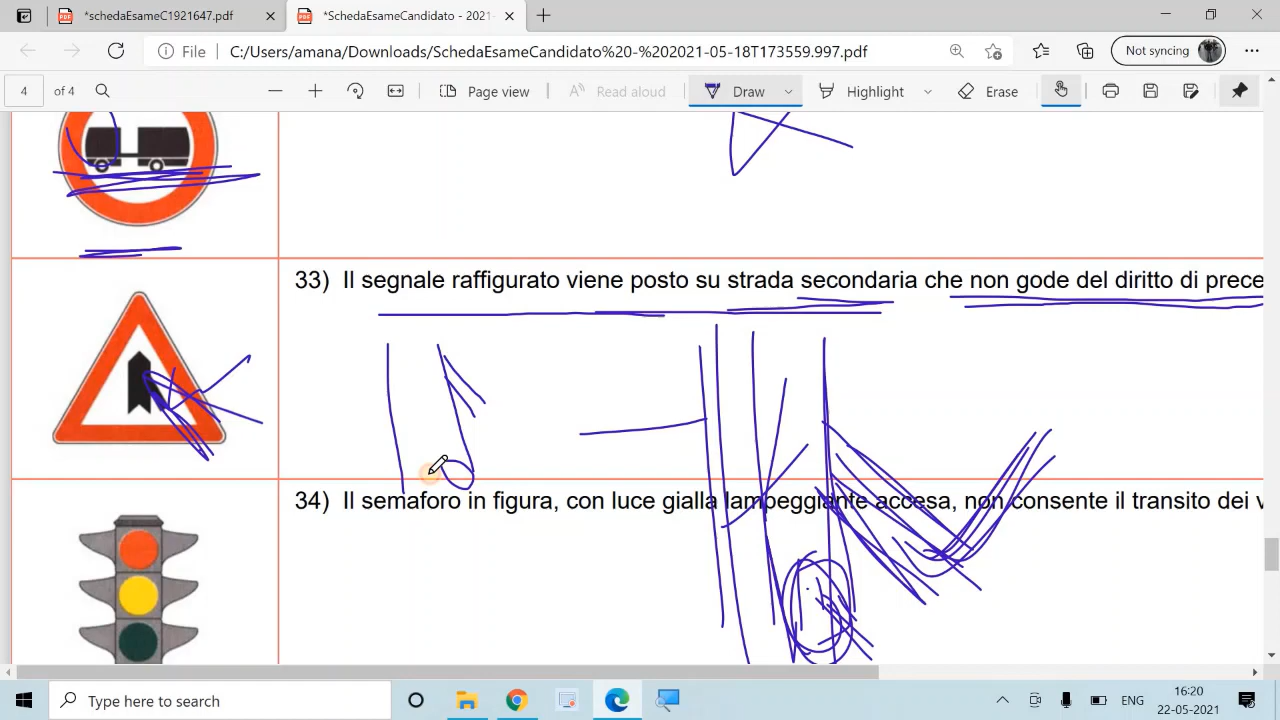 *schedaEsameC1921647.pdf
*SchedaEsameCandidato - 2021-
File
C:/Users/amana/Downloads/SchedaEsameCandidato%20-%202021-05-18T173559.997.pdf
Not syncing
4 of 4
Page view
Read aloud
Draw
Highlight
Erase
33) Il segnale raffigurato viene posto su strada secondaria che non gode del diritto di prece
34) Il semaforo in figura, con luce gialla lampeggiante accesa, non consente il transito dei v
Type here to search
ENG
16:20
22-05-2021